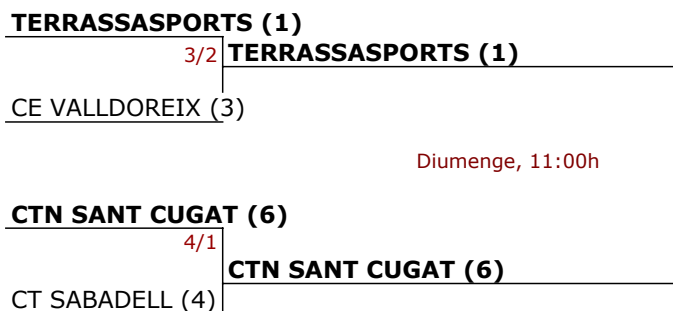 TERRASSASPORTS (1)
3/2 TERRASSASPORTS (1)
CE VALLDOREIX (3)
Diumenge, 11:00h
CTN SANT CUGAT (6)
4/1
CTN SANT CUGAT (6)
CT SABADELL (4)